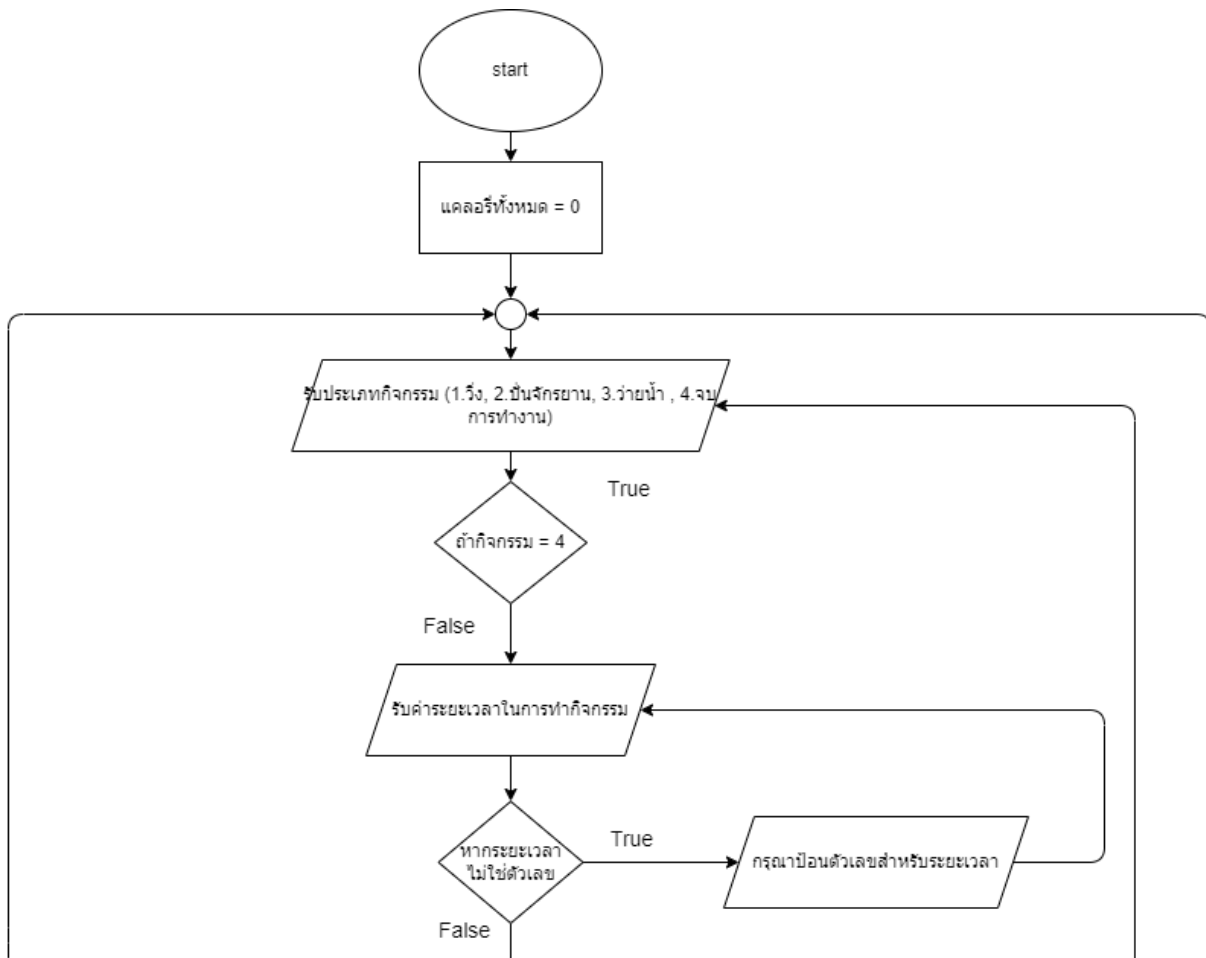 start
แคลอรี่ทั้งหมด = 0
รับประเภทกิจกรรม (1.วิ่ง, 2.ปั่นจักรยาน, 3.ว่ายน้ำ , 4.จบ
การทำงาน)
True
ถ้ากิจกรรม = 4
False
รับค่าระยะเวลาในการทำกิจกรรม
หากระยะเวลา
ไม่ใช่ตัวเลข
True
กรุณาป้อนตัวเลขสำหรับระยะเวลา
False